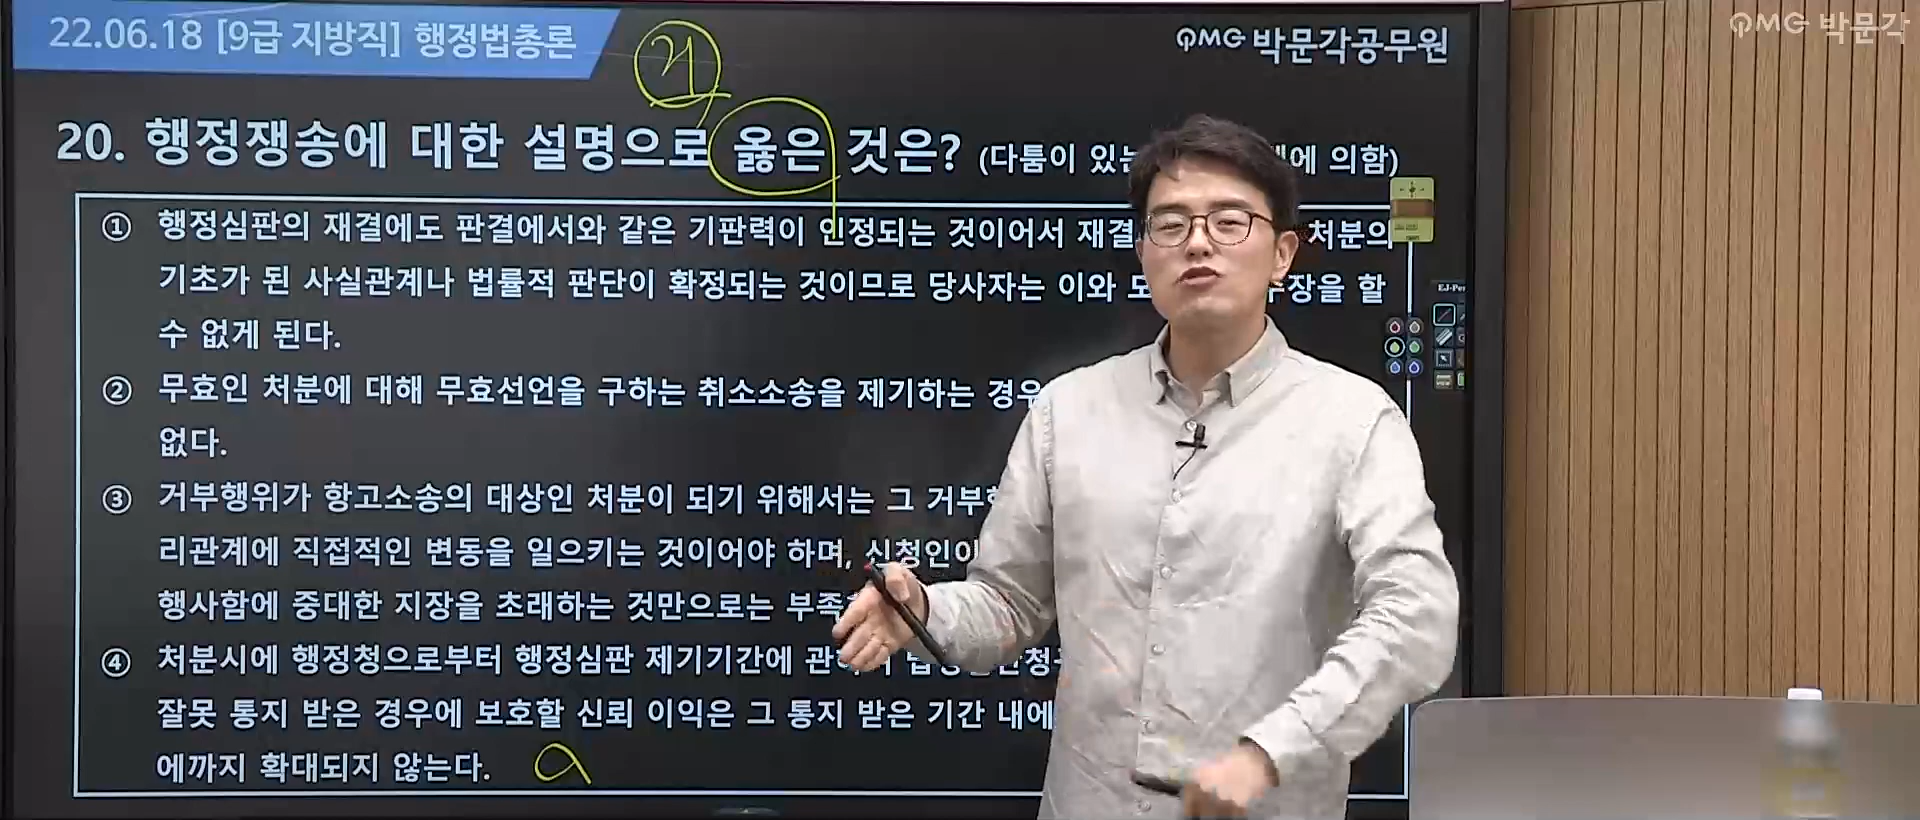 22.06.18 [9급 지방직] 행정법총론
PMG 박문각공무원
PMG 박문각
20. 행정쟁송에 대한 설명으로 옳은 것은? (다툼이 있는 에 의함)
① 행정심판의 재결에도 판결에서와 같은 기판력이 인정되는 것이어서 재결 처분의
기초가 된 사실관계나 법률적 판단이 확정되는 것이므로 당사자는 이와 주장을 할
수 없게 된다.
② 무효인 처분에 대해 무효선언을 구하는 취소소송을 제기하는 경우
없다.
③ 거부행위가 항고소송의 대상인 처분이 되기 위해서는 그
리관계에 직접적인 변동을 일으키는 것이어야 하며, 신청인이
행사함에 중대한 지장을 초래하는 것만으로는
④ 처분시에 행정청으로부터 행정심판 제기기간에
잘못 통지 받은 경우에 보호할 신뢰 이익은 그 통지 받은 기간 내에
에까지 확대되지 않는다.